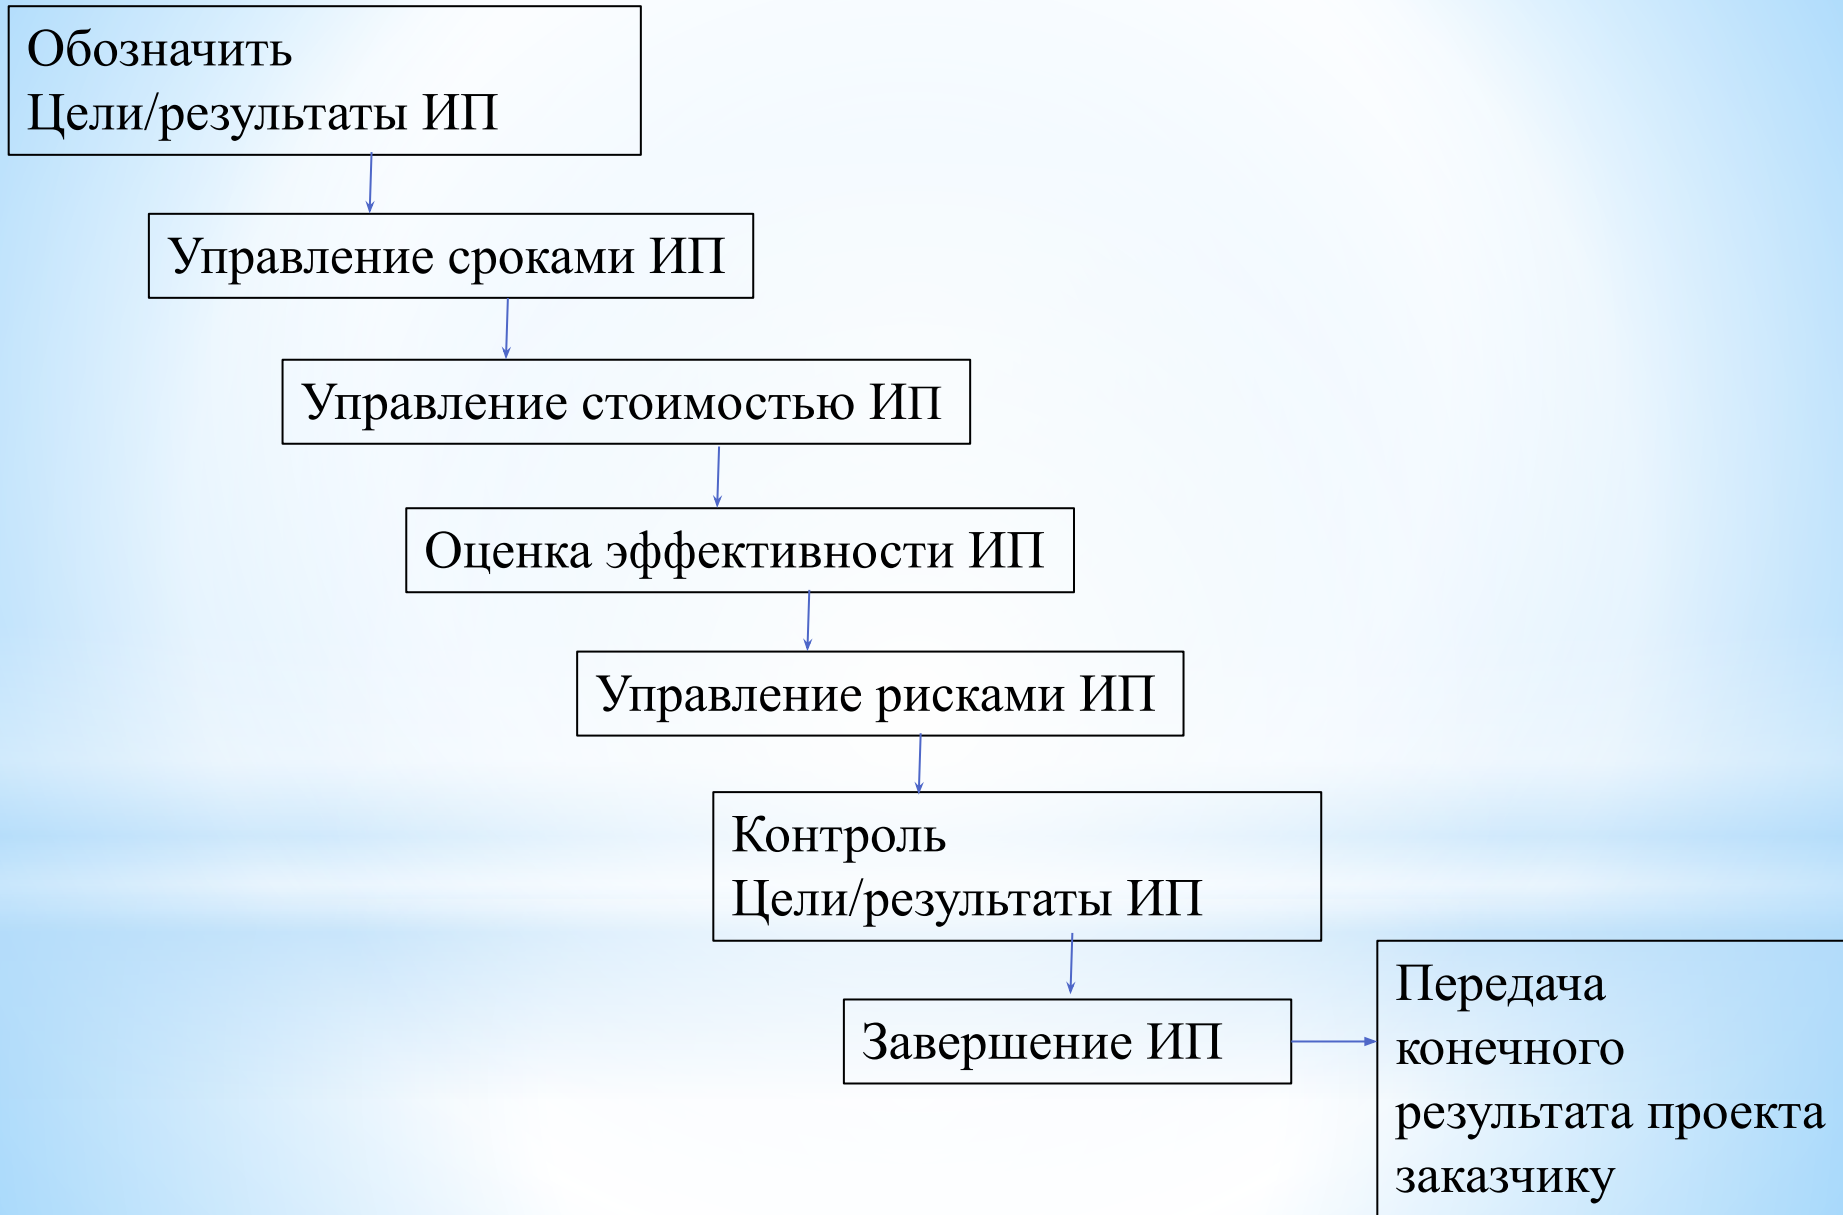 Обозначить
Цели/результаты ИП
Управление сроками ИП
Управление стоимостью ИП
Оценка эффективности ИП
Управление рисками ИП
Контроль
Цели/результаты ИП
Завершение ИП
Передача
конечного
результата проекта
заказчику